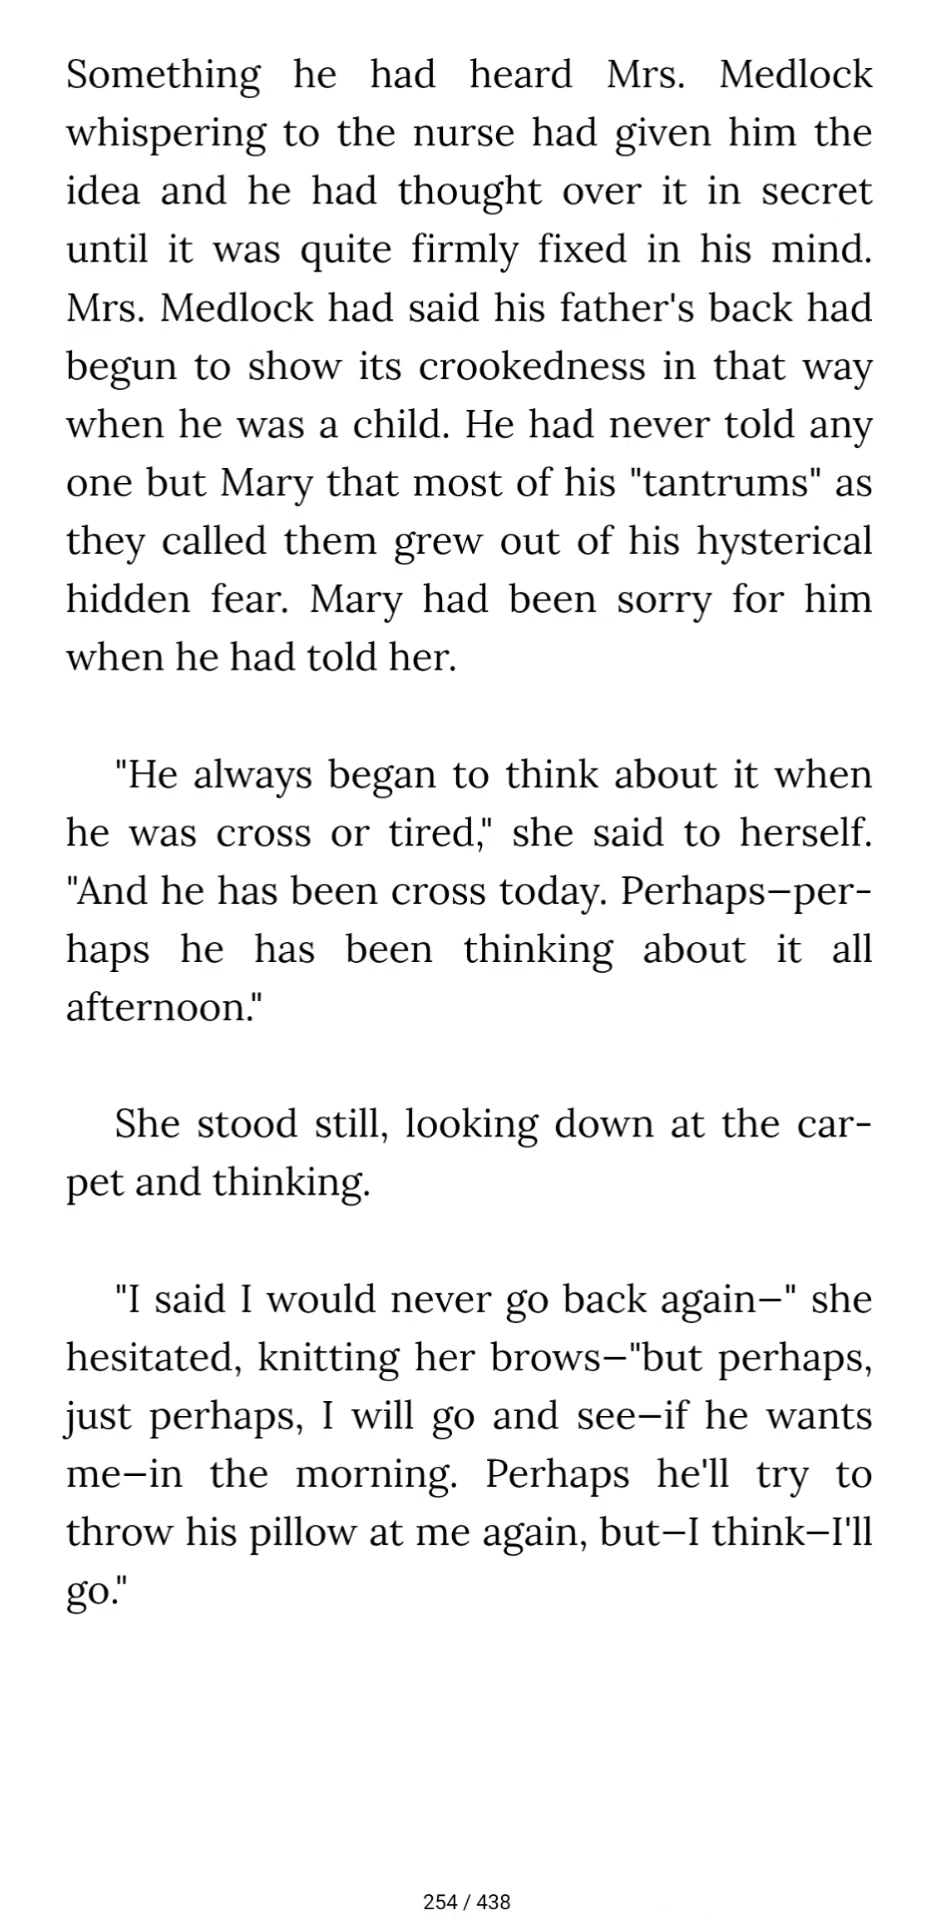 Something he had heard Mrs. Medlock
whispering to the nurse had given him the
idea and he had thought over it in secret
until it was quite firmly fixed in his mind.
Mrs. Medlock had said his father's back had
begun to show its crookedness in that way
when he was a child. He had never told any
one but Mary that most of his "tantrums" as
they called them grew out of his hysterical
hidden fear. Mary had been sorry for him
when he had told her.
"He always began to think about it when
he was cross or tired," she said to herself.
"And he has been cross today. Perhaps—per-
haps he has been thinking about it all
afternoon."
She stood still, looking down at the car-
pet and thinking.
"I said I would never go back again—" she
hesitated, knitting her brows—"but perhaps,
just perhaps, I will go and see—if he wants
me—in the morning. Perhaps he'll try to
throw his pillow at me again, but—I think—I'll
go."
254 / 438